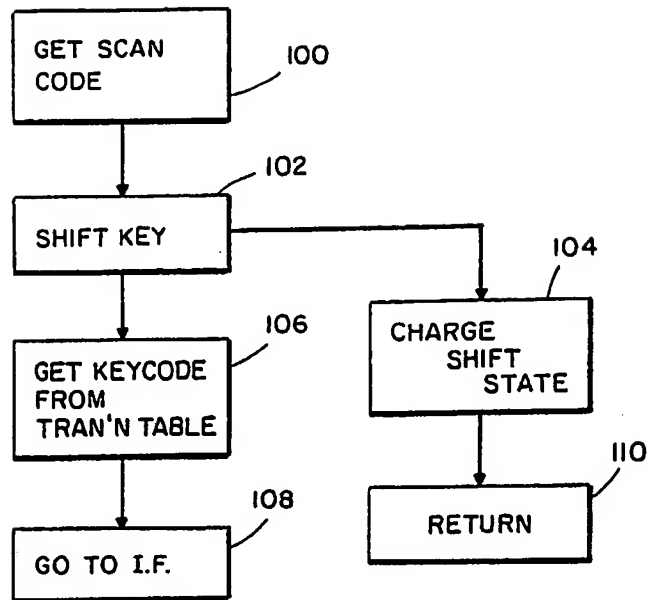 GET SCAN
CODE
100
102
SHIFT KEY
104
CHARGE
SHIFT
STATE
106
GET KEYCODE
FROM
TRAN'N TABLE
110
RETURN
108
GO TO I.F.